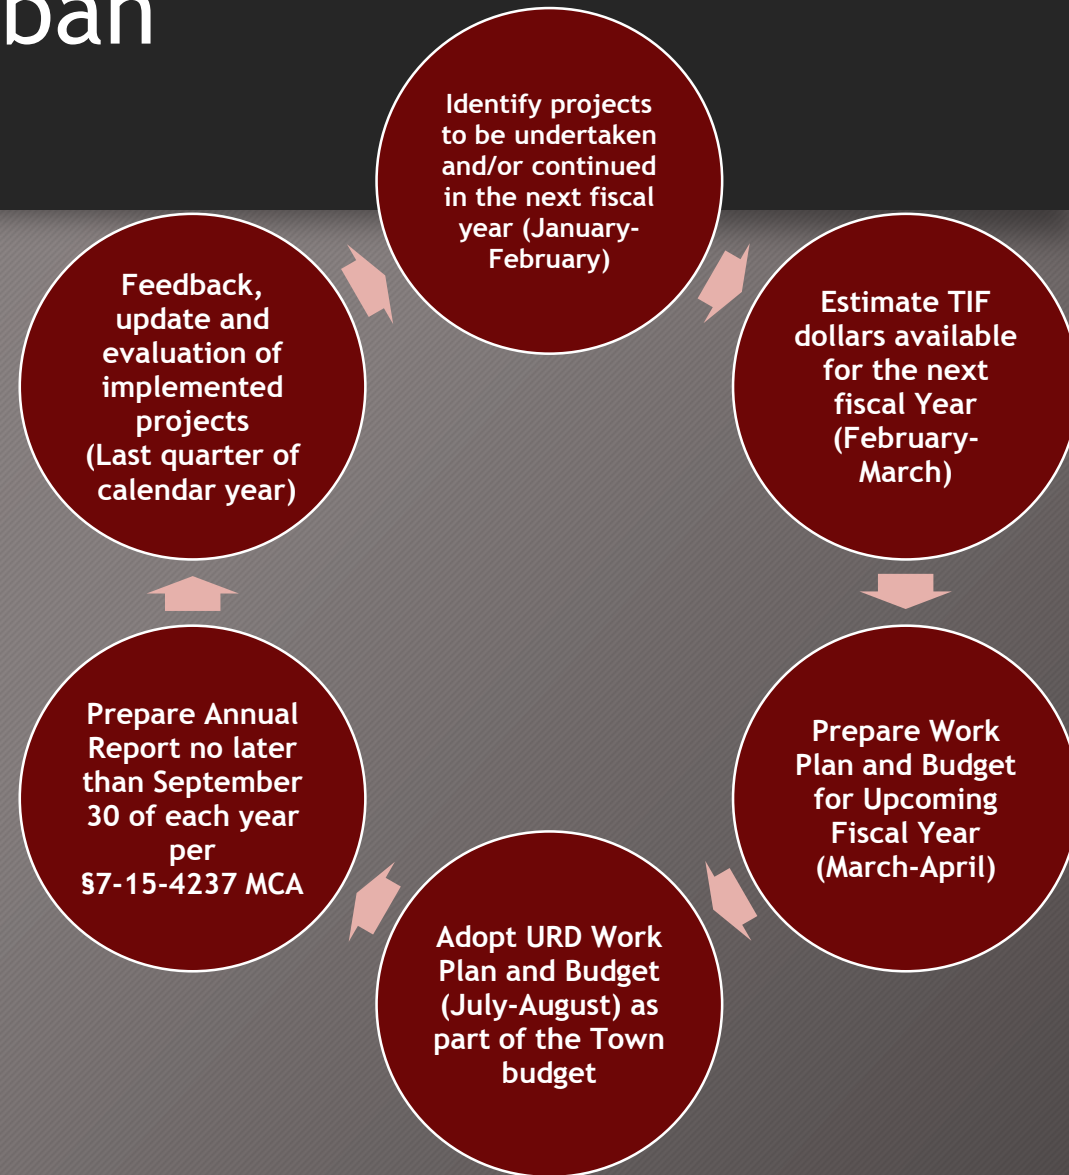 ban
Identify projects
to be undertaken
and/or continued
in the next fiscal
year (January-
February)
Estimate TIF
dollars available
for the next
fiscal Year
(February-
March)
Prepare Work
Plan and Budget
for Upcoming
Fiscal Year
(March-April)
Adopt URD Work
Plan and Budget
(July-August) as
part of the Town
budget
Prepare Annual
Report no later
than September
30 of each year
per
§7-15-4237 MCA
Feedback,
update and
evaluation of
implemented
projects
(Last quarter of
calendar year)